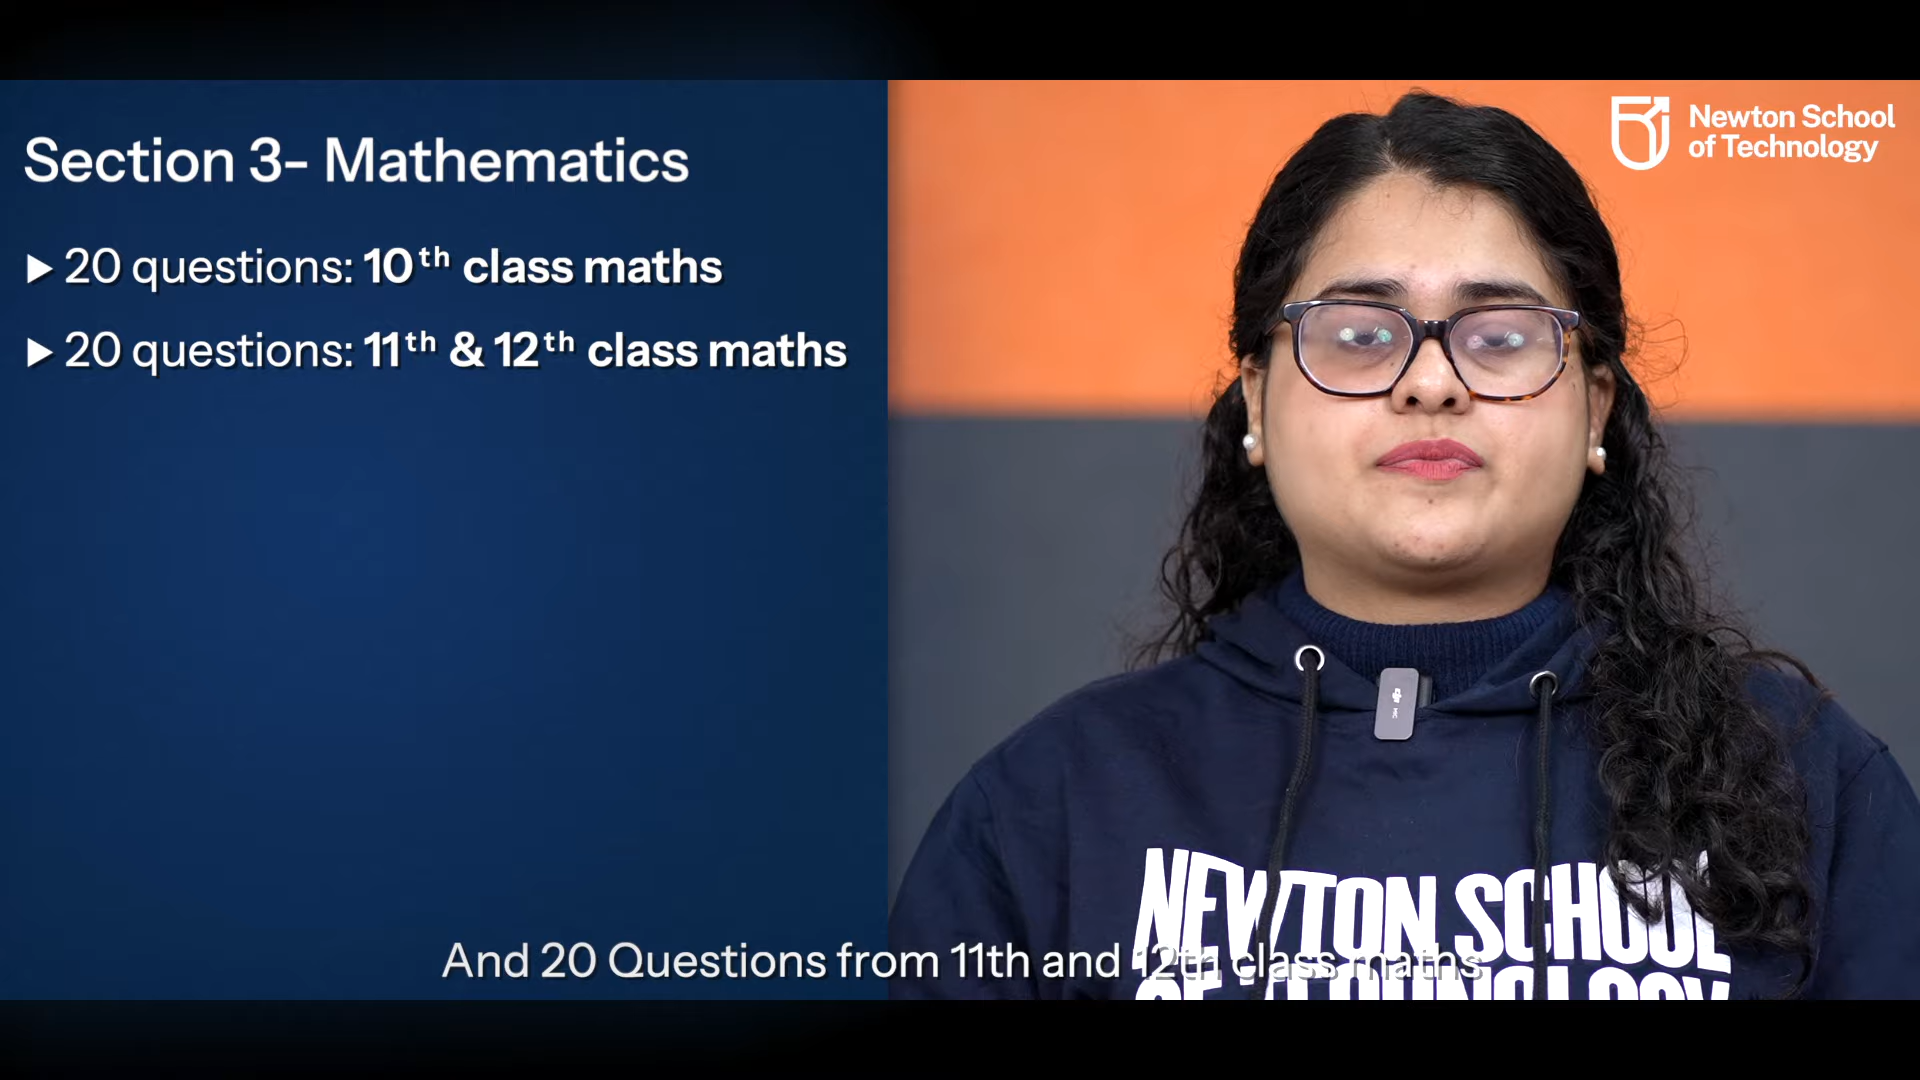 Section 3- Mathematics
▶ 20 questions: 10th class maths
▶ 20 questions: 11th & 12th class maths
Newton School
of Technology
NEWTON SCHOOL
And 20 Questions from 11th and 12th class maths